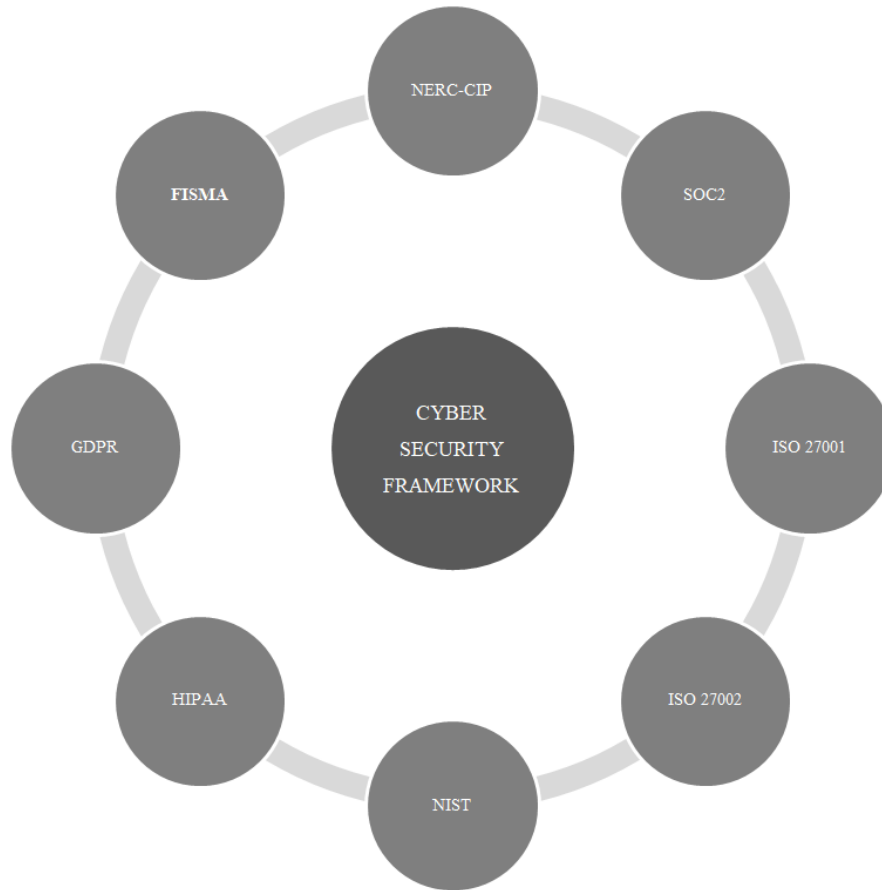 NERC-CIP
FISMA
SOC2
CYBER
SECURITY
FRAMEWORK
GDPR
ISO 27001
HIPAA
ISO 27002
NIST